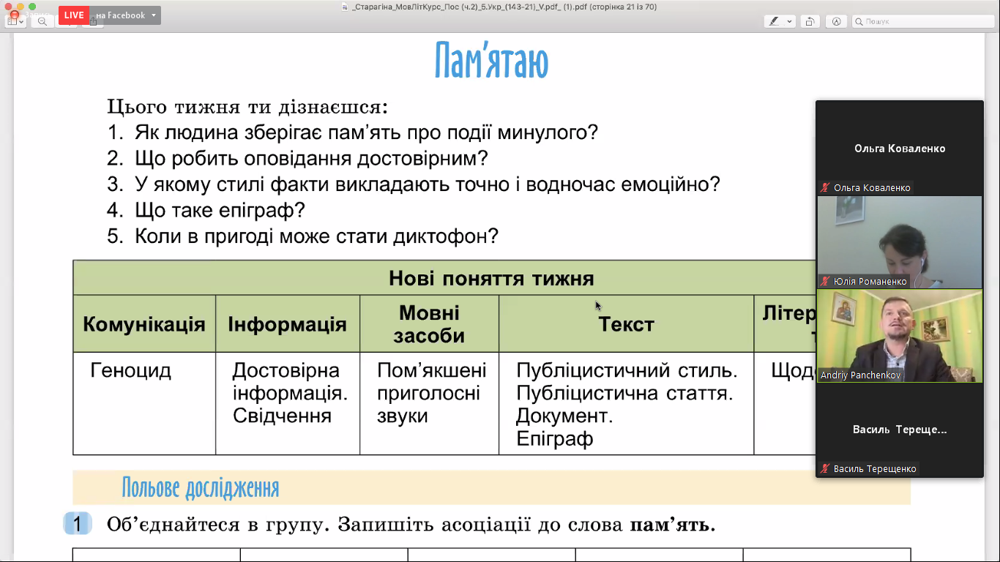 _Старагіна_МовЛітКурс_Пос (ч.2)_5.Укр_(143-21)_V.pdf_ (1).pdf (сторінка 21 із 70)
LIVE на Facebook
Пошук
Пам'ятаю
Цього тижня ти дізнаєшся:
1. Як людина зберігає пам'ять про події минулого?
2. Що робить оповідання достовірним?
3. У якому стилі факти викладають точно і водночас емоційно?
4. Що таке епіграф?
5. Коли в пригоді може стати диктофон?
Нові поняття тижня
Комунікація
Інформація
Мовні
засоби
Текст
Літер
Геноцид
Достовірна
інформація.
Свідчення
Пом'якшені
приголосні
звуки
Публіцистичний стиль.
Публіцистична стаття.
Документ.
Епіграф
Щод
Польове дослідження
1 Об'єднайтеся в групу. Запишіть асоціації до слова пам'ять.
Ольга Коваленко
Ольга Коваленко
Юлія Романенко
Andriy Panchenkov
Василь Тереще...
Василь Терещенко